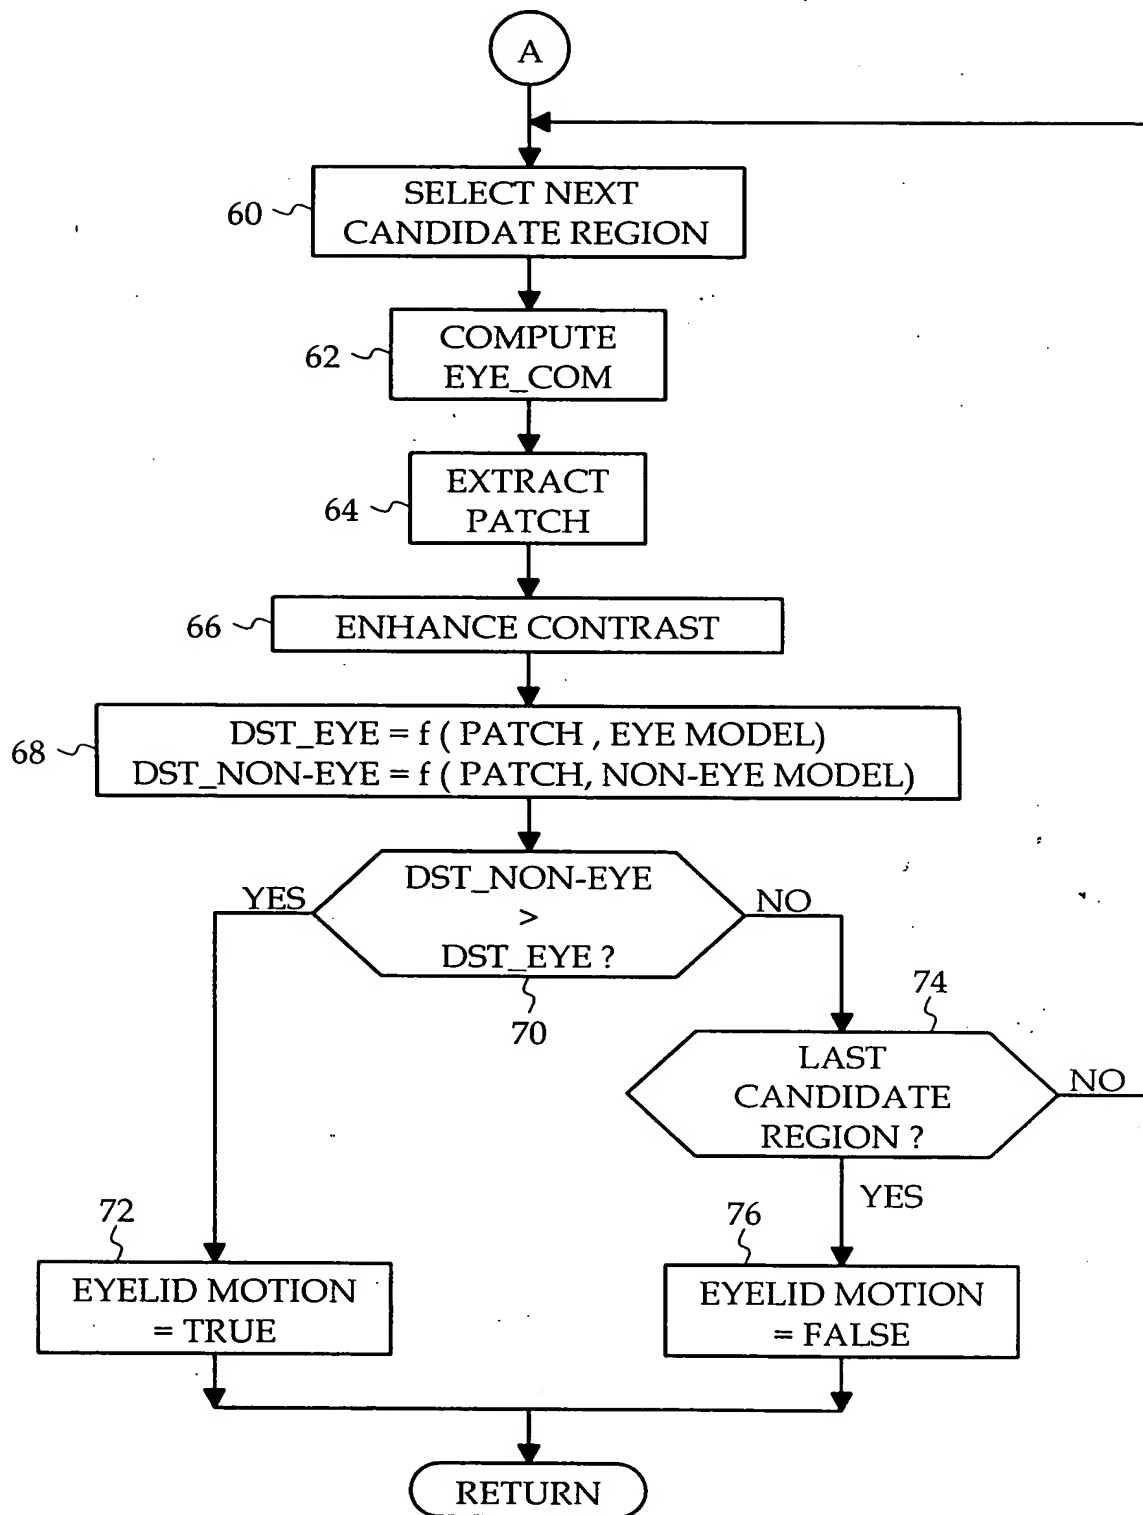 A
60
SELECT NEXT
CANDIDATE REGION
62
COMPUTE
EYE_COM
64
EXTRACT
PATCH
66
ENHANCE CONTRAST
68
DST_EYE = f ( PATCH , EYE MODEL)
DST_NON-EYE = f ( PATCH, NON-EYE MODEL)
YES
DST_NON-EYE
>
DST_EYE ?
NO
70
74
LAST
CANDIDATE
REGION ?
NO
YES
72
EYELID MOTION
= TRUE
76
EYELID MOTION
= FALSE
RETURN